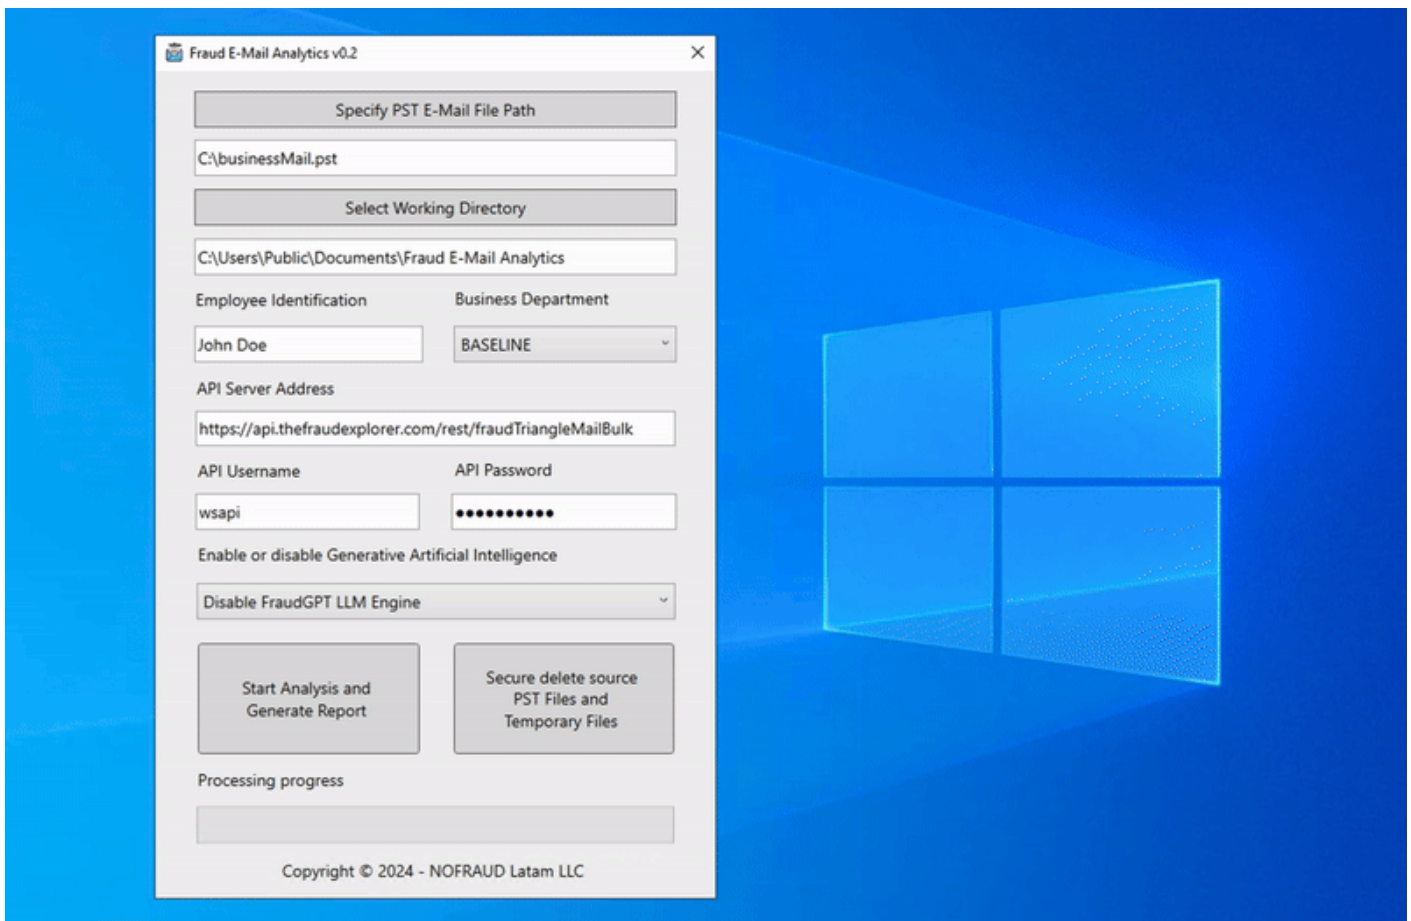 Fraud E-Mail Analytics v0.2
Specify PST E-Mail File Path
C:\businessMail.pst
Select Working Directory
C:\Users\Public\Documents\Fraud E-Mail Analytics
Employee Identification
Business Department
John Doe
BASELINE
API Server Address
https://api.thefraudexplorer.com/rest/fraudTriangleMailBulk
API Username
API Password
wsapi
●●●●●●●●●●
Enable or disable Generative Artificial Intelligence
Disable FraudGPT LLM Engine
Start Analysis and
Generate Report
Secure delete source
PST Files and
Temporary Files
Processing progress
Copyright © 2024 - NOFRAUD Latam LLC